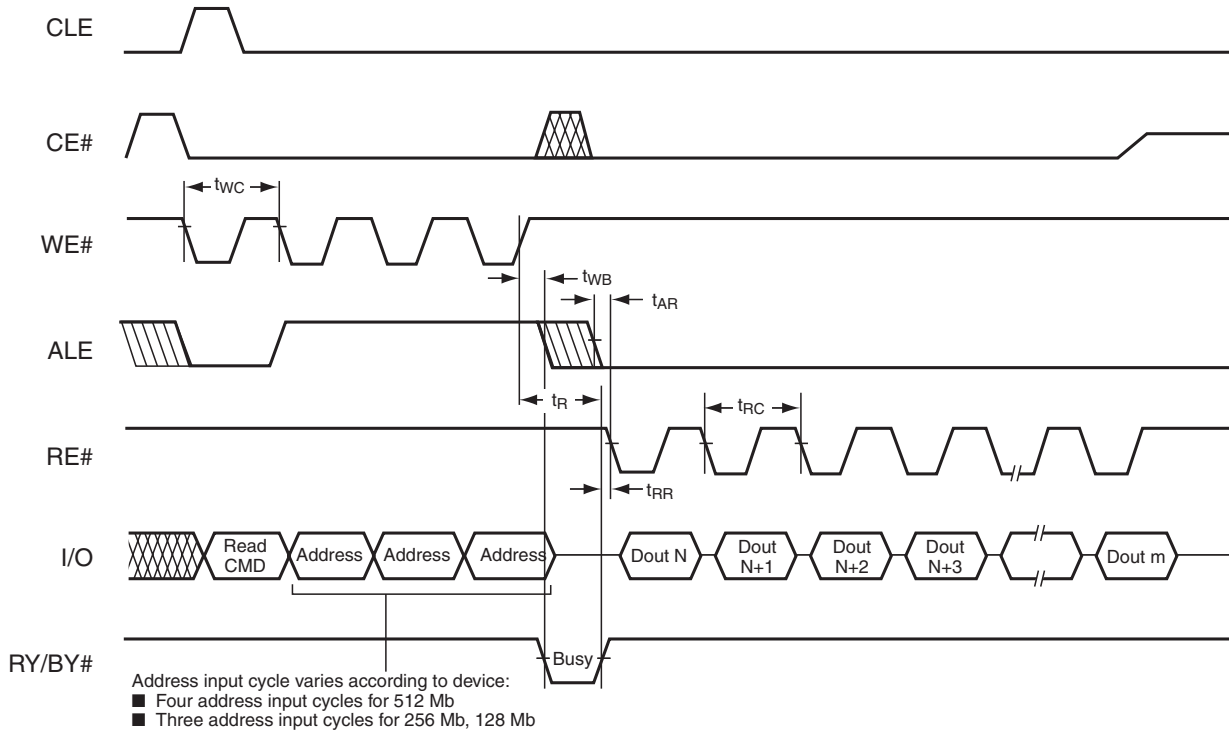 CLE
CE#
tWC
WE#
tWB
tAR
ALE
tR
tRC
RE#
tRR
I/O
Read
CMD
Address
Address
Address
Dout N
Dout
N+1
Dout
N+2
Dout
N+3
Dout m
RY/BY#
Busy
Address input cycle varies according to device:
■ Four address input cycles for 512 Mb
■ Three address input cycles for 256 Mb, 128 Mb